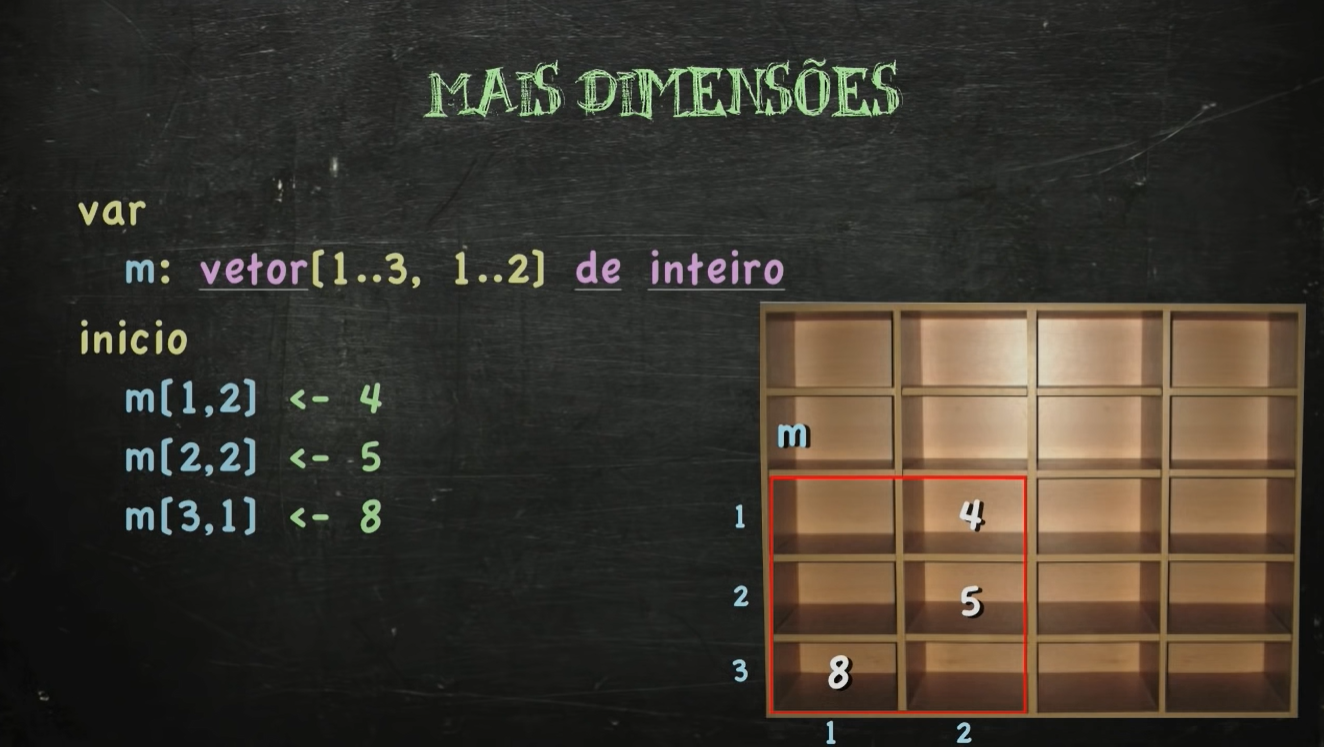 MAIS DIMENSÕES
var
m: vetor[1..3, 1..2] de inteiro
inicio
m[1,2] <- 4
m[2,2] <- 5
m[3,1] <- 8
m
1 4
2 5
3 8
1 2